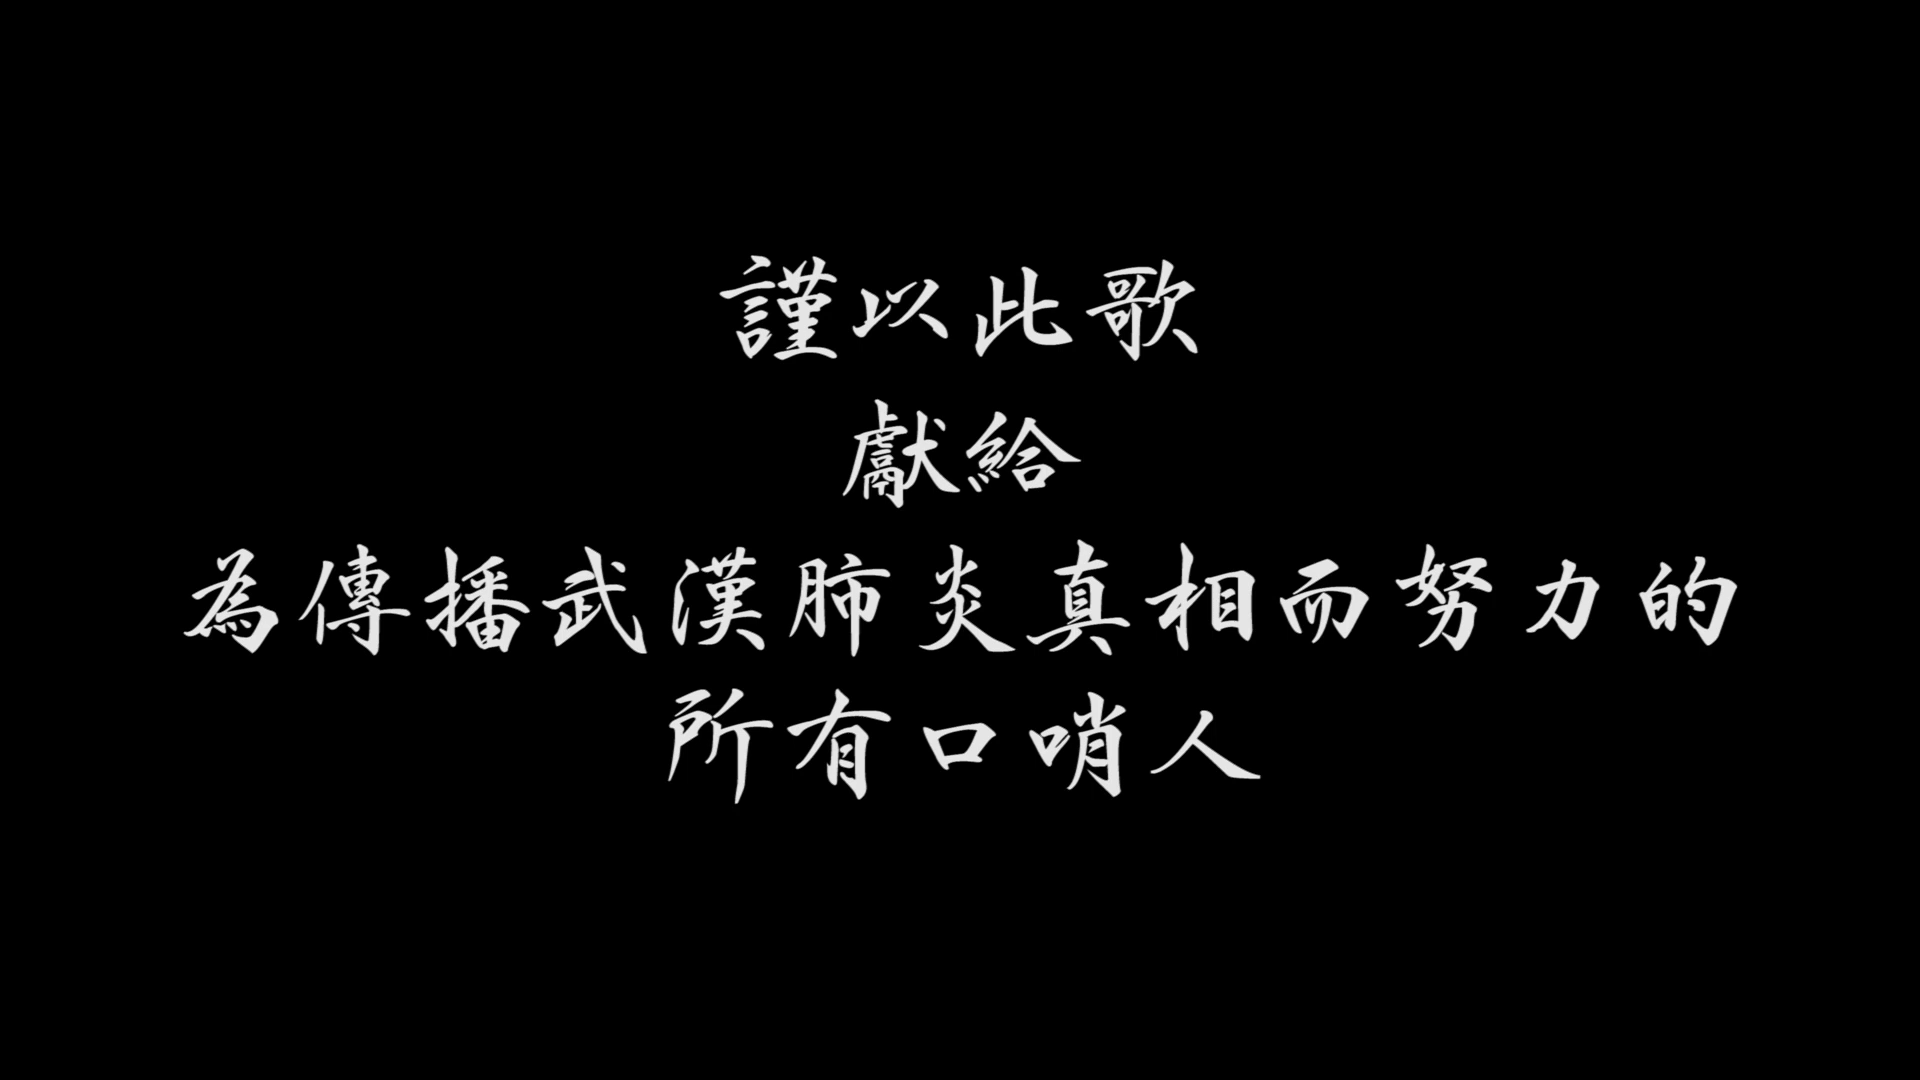 謹以此歌
獻給
為傳播武漢肺炎真相而努力的
所有口哨人